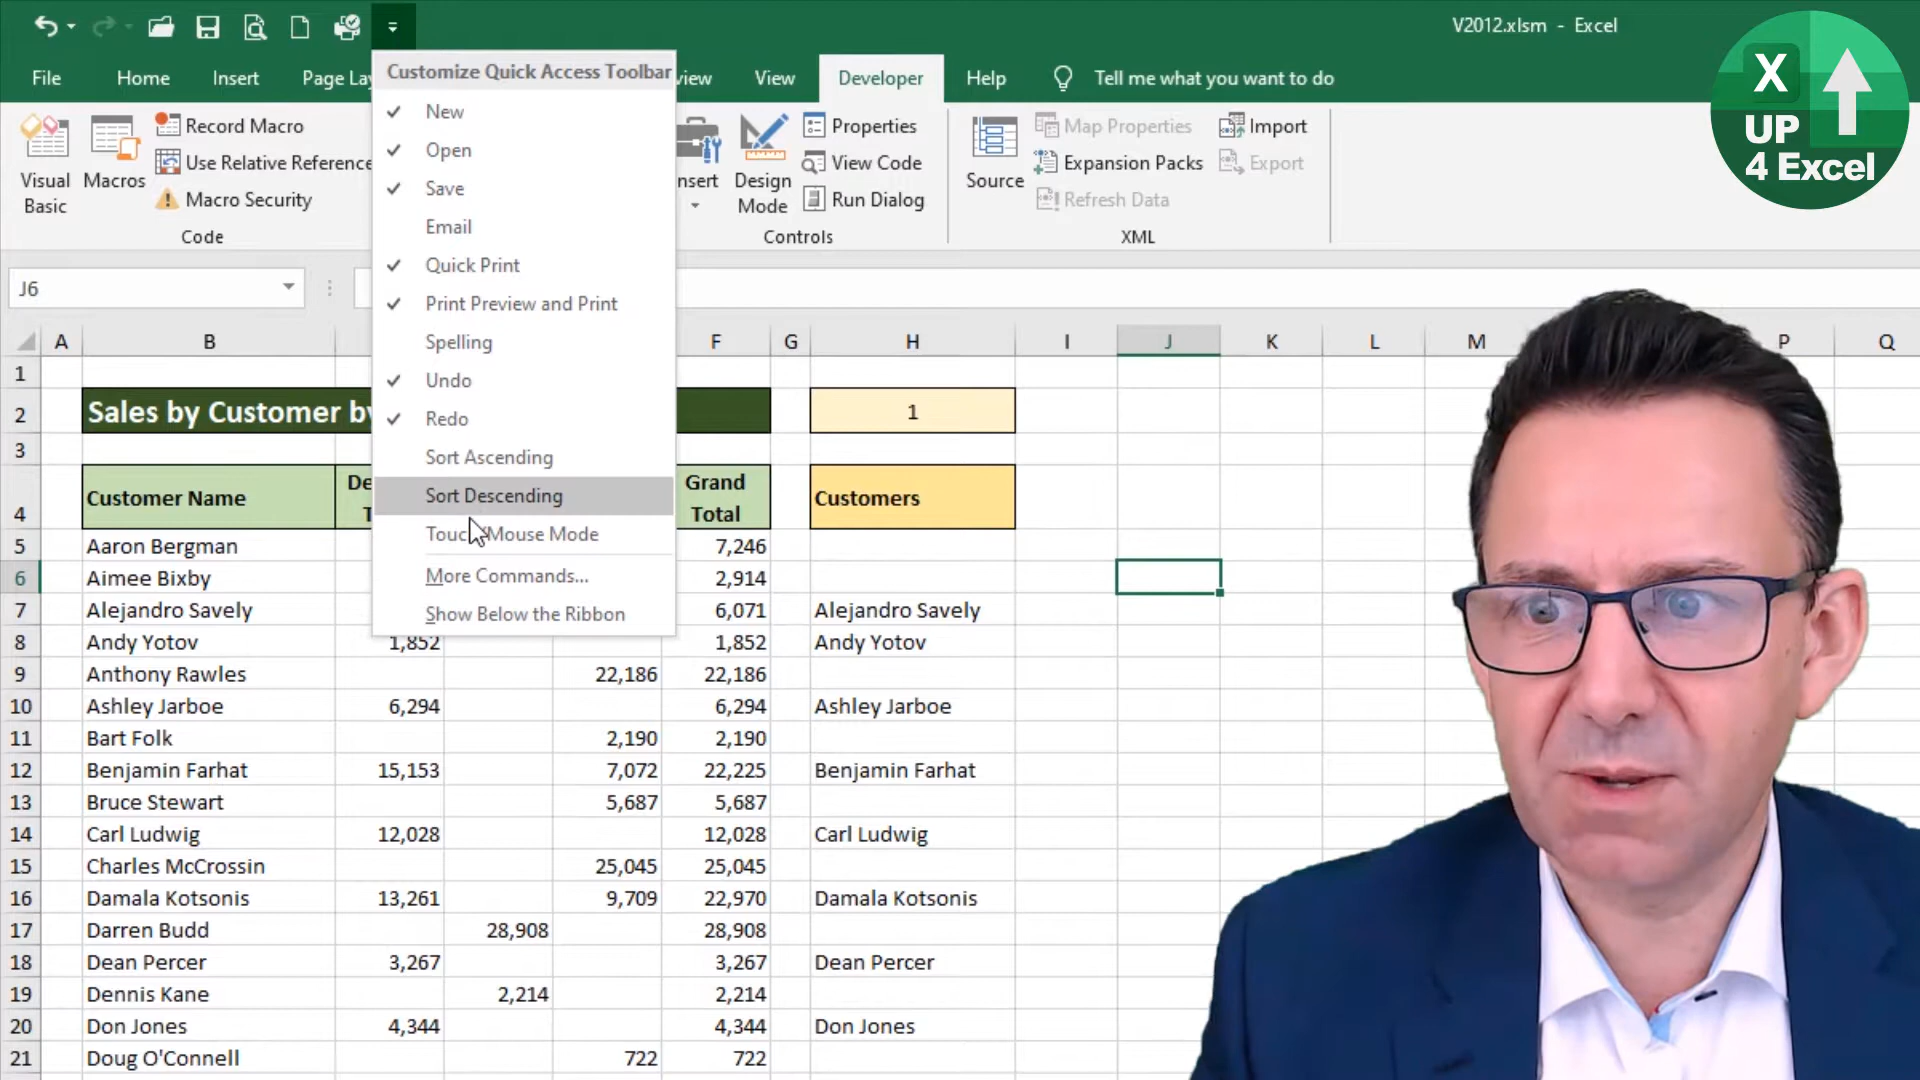 V2012.xlsm - Excel
X
UP
4 Excel
File
Home
Insert
Page Lay
view
View
Developer
Help
Tell me what you want to do
Customize Quick Access Toolbar
New
Open
Save
Email
Quick Print
Print Preview and Print
Spelling
Undo
Redo
Sort Ascending
Sort Descending
Touch/Mouse Mode
More Commands...
Show Below the Ribbon
Visual
Basic
Macros
Record Macro
Use Relative Reference
Macro Security
Code
nsert
Design
Mode
Properties
View Code
Run Dialog
Controls
Source
Map Properties
Expansion Packs
Refresh Data
Import
Export
XML
J6
A B F G H I J K L M P Q
1
2 Sales by Customer by 1
3
4 Customer Name De T Grand Total Customers
5 Aaron Bergman 7,246
6 Aimee Bixby 2,914
7 Alejandro Savely 6,071 Alejandro Savely
8 Andy Yotov 1,852 1,852 Andy Yotov
9 Anthony Rawles 22,186 22,186
10 Ashley Jarboe 6,294 6,294 Ashley Jarboe
11 Bart Folk 2,190 2,190
12 Benjamin Farhat 15,153 7,072 22,225 Benjamin Farhat
13 Bruce Stewart 5,687 5,687
14 Carl Ludwig 12,028 12,028 Carl Ludwig
15 Charles McCrossin 25,045 25,045
16 Damala Kotsonis 13,261 9,709 22,970 Damala Kotsonis
17 Darren Budd 28,908 28,908
18 Dean Percer 3,267 3,267 Dean Percer
19 Dennis Kane 2,214 2,214
20 Don Jones 4,344 4,344 Don Jones
21 Doug O'Connell 722 722